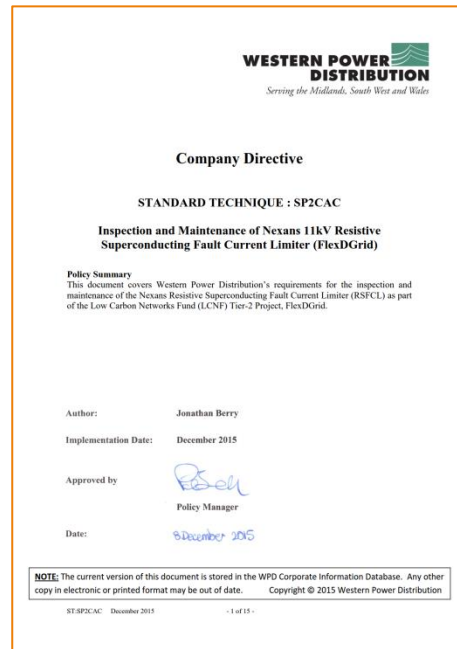 WESTERN POWER
DISTRIBUTION
Serving the Midlands, South West and Wales
Company Directive
STANDARD TECHNIQUE : SP2CAC
Inspection and Maintenance of Nexans 11kV Resistive
Superconducting Fault Current Limiter (FlexDGrid)
Policy Summary
This document covers Western Power Distribution's requirements for the inspection and
maintenance of the Nexans Resistive Superconducting Fault Current Limiter (RSFCL) as part
of the Low Carbon Networks Fund (LCNF) Tier-2 Project, FlexDGrid.
Author: Jonathan Berry
Implementation Date: December 2015
Approved by
Policy Manager
Date: 8 December 2015
NOTE: The current version of this document is stored in the WPD Corporate Information Database. Any other
copy in electronic or printed format may be out of date. Copyright © 2015 Western Power Distribution
ST:SP2CAC December 2015 - 1 of 15 -